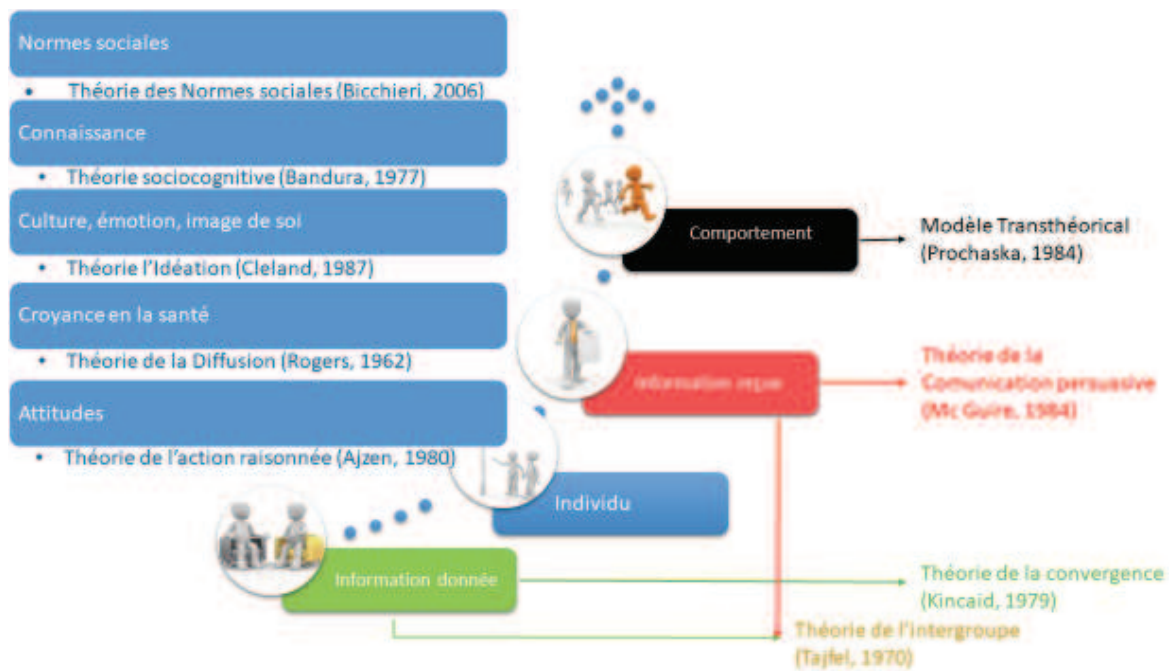 Normes sociales
• Théorie des Normes sociales (Bicchieri, 2006)
Connaissance
• Théorie sociocognitive (Bandura, 1977)
Culture, émotion, image de soi
• Théorie l'Idéation (Cleland, 1987)
Croyance en la santé
• Théorie de la Diffusion (Rogers, 1962)
Attitudes
• Théorie de l'action raisonnée (Ajzen, 1980)
Comportement
Modèle Transthéorical
(Prochaska, 1984)
Information reçue
Théorie de la
Comunication persuasive
(Mc Guire, 1984)
Individu
Information donnée
Théorie de la convergence
(Kincaid, 1979)
Théorie de l'intergroupe
(Tajfel, 1970)